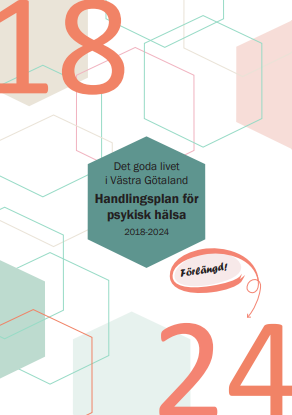 18
Det goda livet
i Västra Götaland
Handlingsplan för
psykisk hälsa
2018-2024
Förlängd!
24